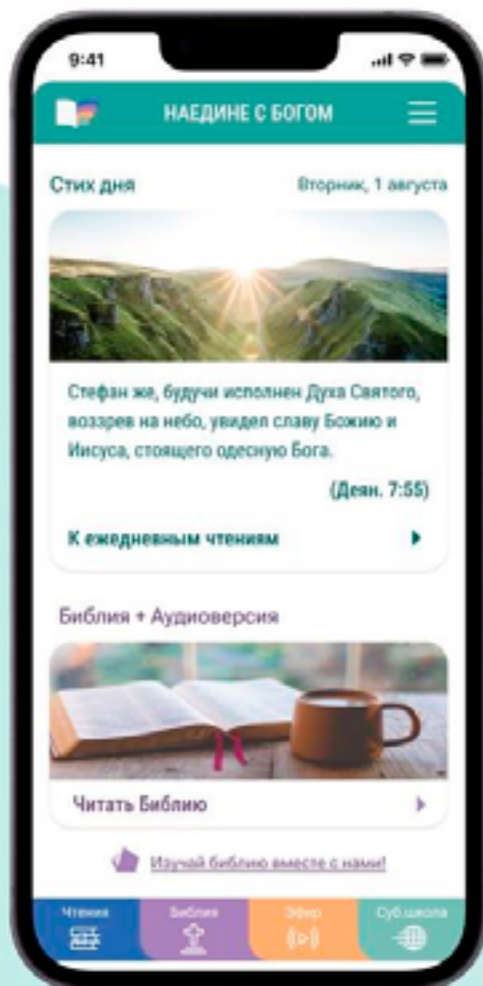 9:41
НАЕДИНЕ С БОГОМ
Стих дня
Вторник, 1 августа
Стефан же, будучи исполнен Духа Святого,
воззрев на небо, увидел славу Божию и
Иисуса, стоящего одесную Бога.
(Деян. 7:55)
К ежедневным чтениям
Библия + Аудиоверсия
Читать Библию
Изучай библию вместе с нами!
Чтения
Библия
Эфир
Суб.школа